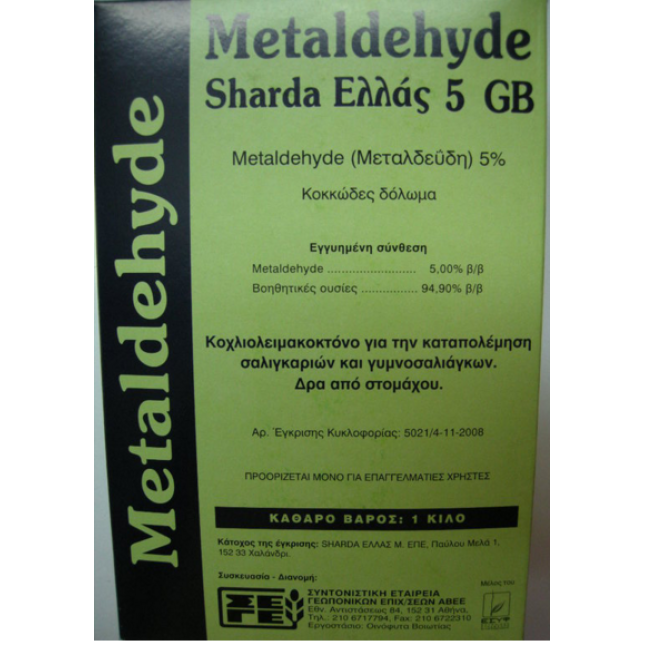 Metaldehyde
Metaldehyde
Sharda Ελλάς 5 GB
Metaldehyde (Μεταλδεΰδη) 5%
Κοκκώδες δόλωμα
Εγγυημένη σύνθεση
Metaldehyde .......................... 5,00% β/β
Βοηθητικές ουσίες ................ 94,90% β/β
Κοχλιολειμακοκτόνο για την καταπολέμηση
σαλιγκαριών και γυμνοσαλιάγκων.
Δρα από στομάχου.
Αρ. Έγκρισης Κυκλοφορίας: 5021/4-11-2008
ΠΡΟΟΡΙΖΕΤΑΙ ΜΟΝΟ ΓΙΑ ΕΠΑΓΓΕΛΜΑΤΙΕΣ ΧΡΗΣΤΕΣ
ΚΑΘΑΡΟ ΒΑΡΟΣ: 1 ΚΙΛΟ
Κάτοχος της έγκρισης: SHARDA ΕΛΛΑΣ Μ. ΕΠΕ, Παύλου Μελά 1,
152 33 Χαλάνδρι.
Συσκευασία - Διανομή:
ΣΕ
ΓΕ
ΣΥΝΤΟΝΙΣΤΙΚΗ ΕΤΑΙΡΕΙΑ
ΓΕΩΠΟΝΙΚΩΝ ΕΠΙΧ/ΣΕΩΝ ΑΒΕΕ
Εθν. Αντιστάσεως 84, 152 31 Αθήνα,
Τηλ.: 210 6717794, Fax: 210 6722310
Εργοστάσιο: Οινόφυτα Βοιωτίας
Μέλος του
ΕΣΥΦ